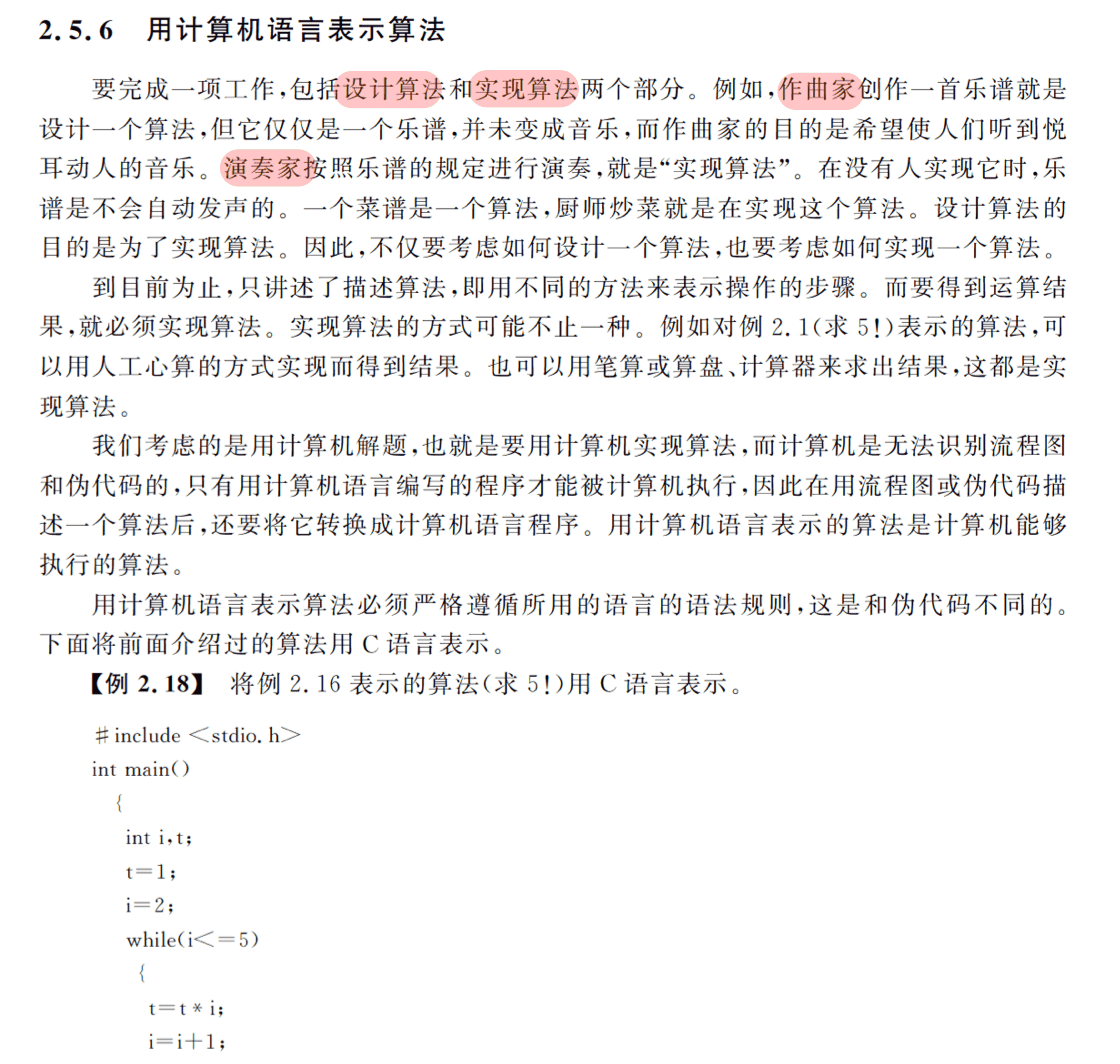 2.5.6 用计算机语言表示算法
要完成一项工作,包括设计算法和实现算法两个部分。例如,作曲家创作一首乐谱就是
设计一个算法,但它仅仅是一个乐谱,并未变成音乐,而作曲家的目的是希望使人们听到悦
耳动人的音乐。演奏家按照乐谱的规定进行演奏,就是“实现算法”。在没有人实现它时,乐
谱是不会自动发声的。一个菜谱是一个算法,厨师炒菜就是在实现这个算法。设计算法的
目的是为了实现算法。因此,不仅要考虑如何设计一个算法,也要考虑如何实现一个算法。
到目前为止,只讲述了描述算法,即用不同的方法来表示操作的步骤。而要得到运算结
果,就必须实现算法。实现算法的方式可能不止一种。例如对例 2.1(求 5!)表示的算法,可
以用人工心算的方式实现而得到结果。也可以用笔算或算盘、计算器来求出结果,这都是实
现算法。
我们考虑的是用计算机解题,也就是要用计算机实现算法,而计算机是无法识别流程图
和伪代码的,只有用计算机语言编写的程序才能被计算机执行,因此在用流程图或伪代码描
述一个算法后,还要将它转换成计算机语言程序。用计算机语言表示的算法是计算机能够
执行的算法。
用计算机语言表示算法必须严格遵循所用的语言的语法规则,这是和伪代码不同的。
下面将前面介绍过的算法用 C 语言表示。
【例 2.18】 将例 2.16 表示的算法(求 5!)用 C 语言表示。
#include <stdio.h>
int main()
{
int i,t;
t=1;
i=2;
while(i<=5)
{
t=t*i;
i=i+1;